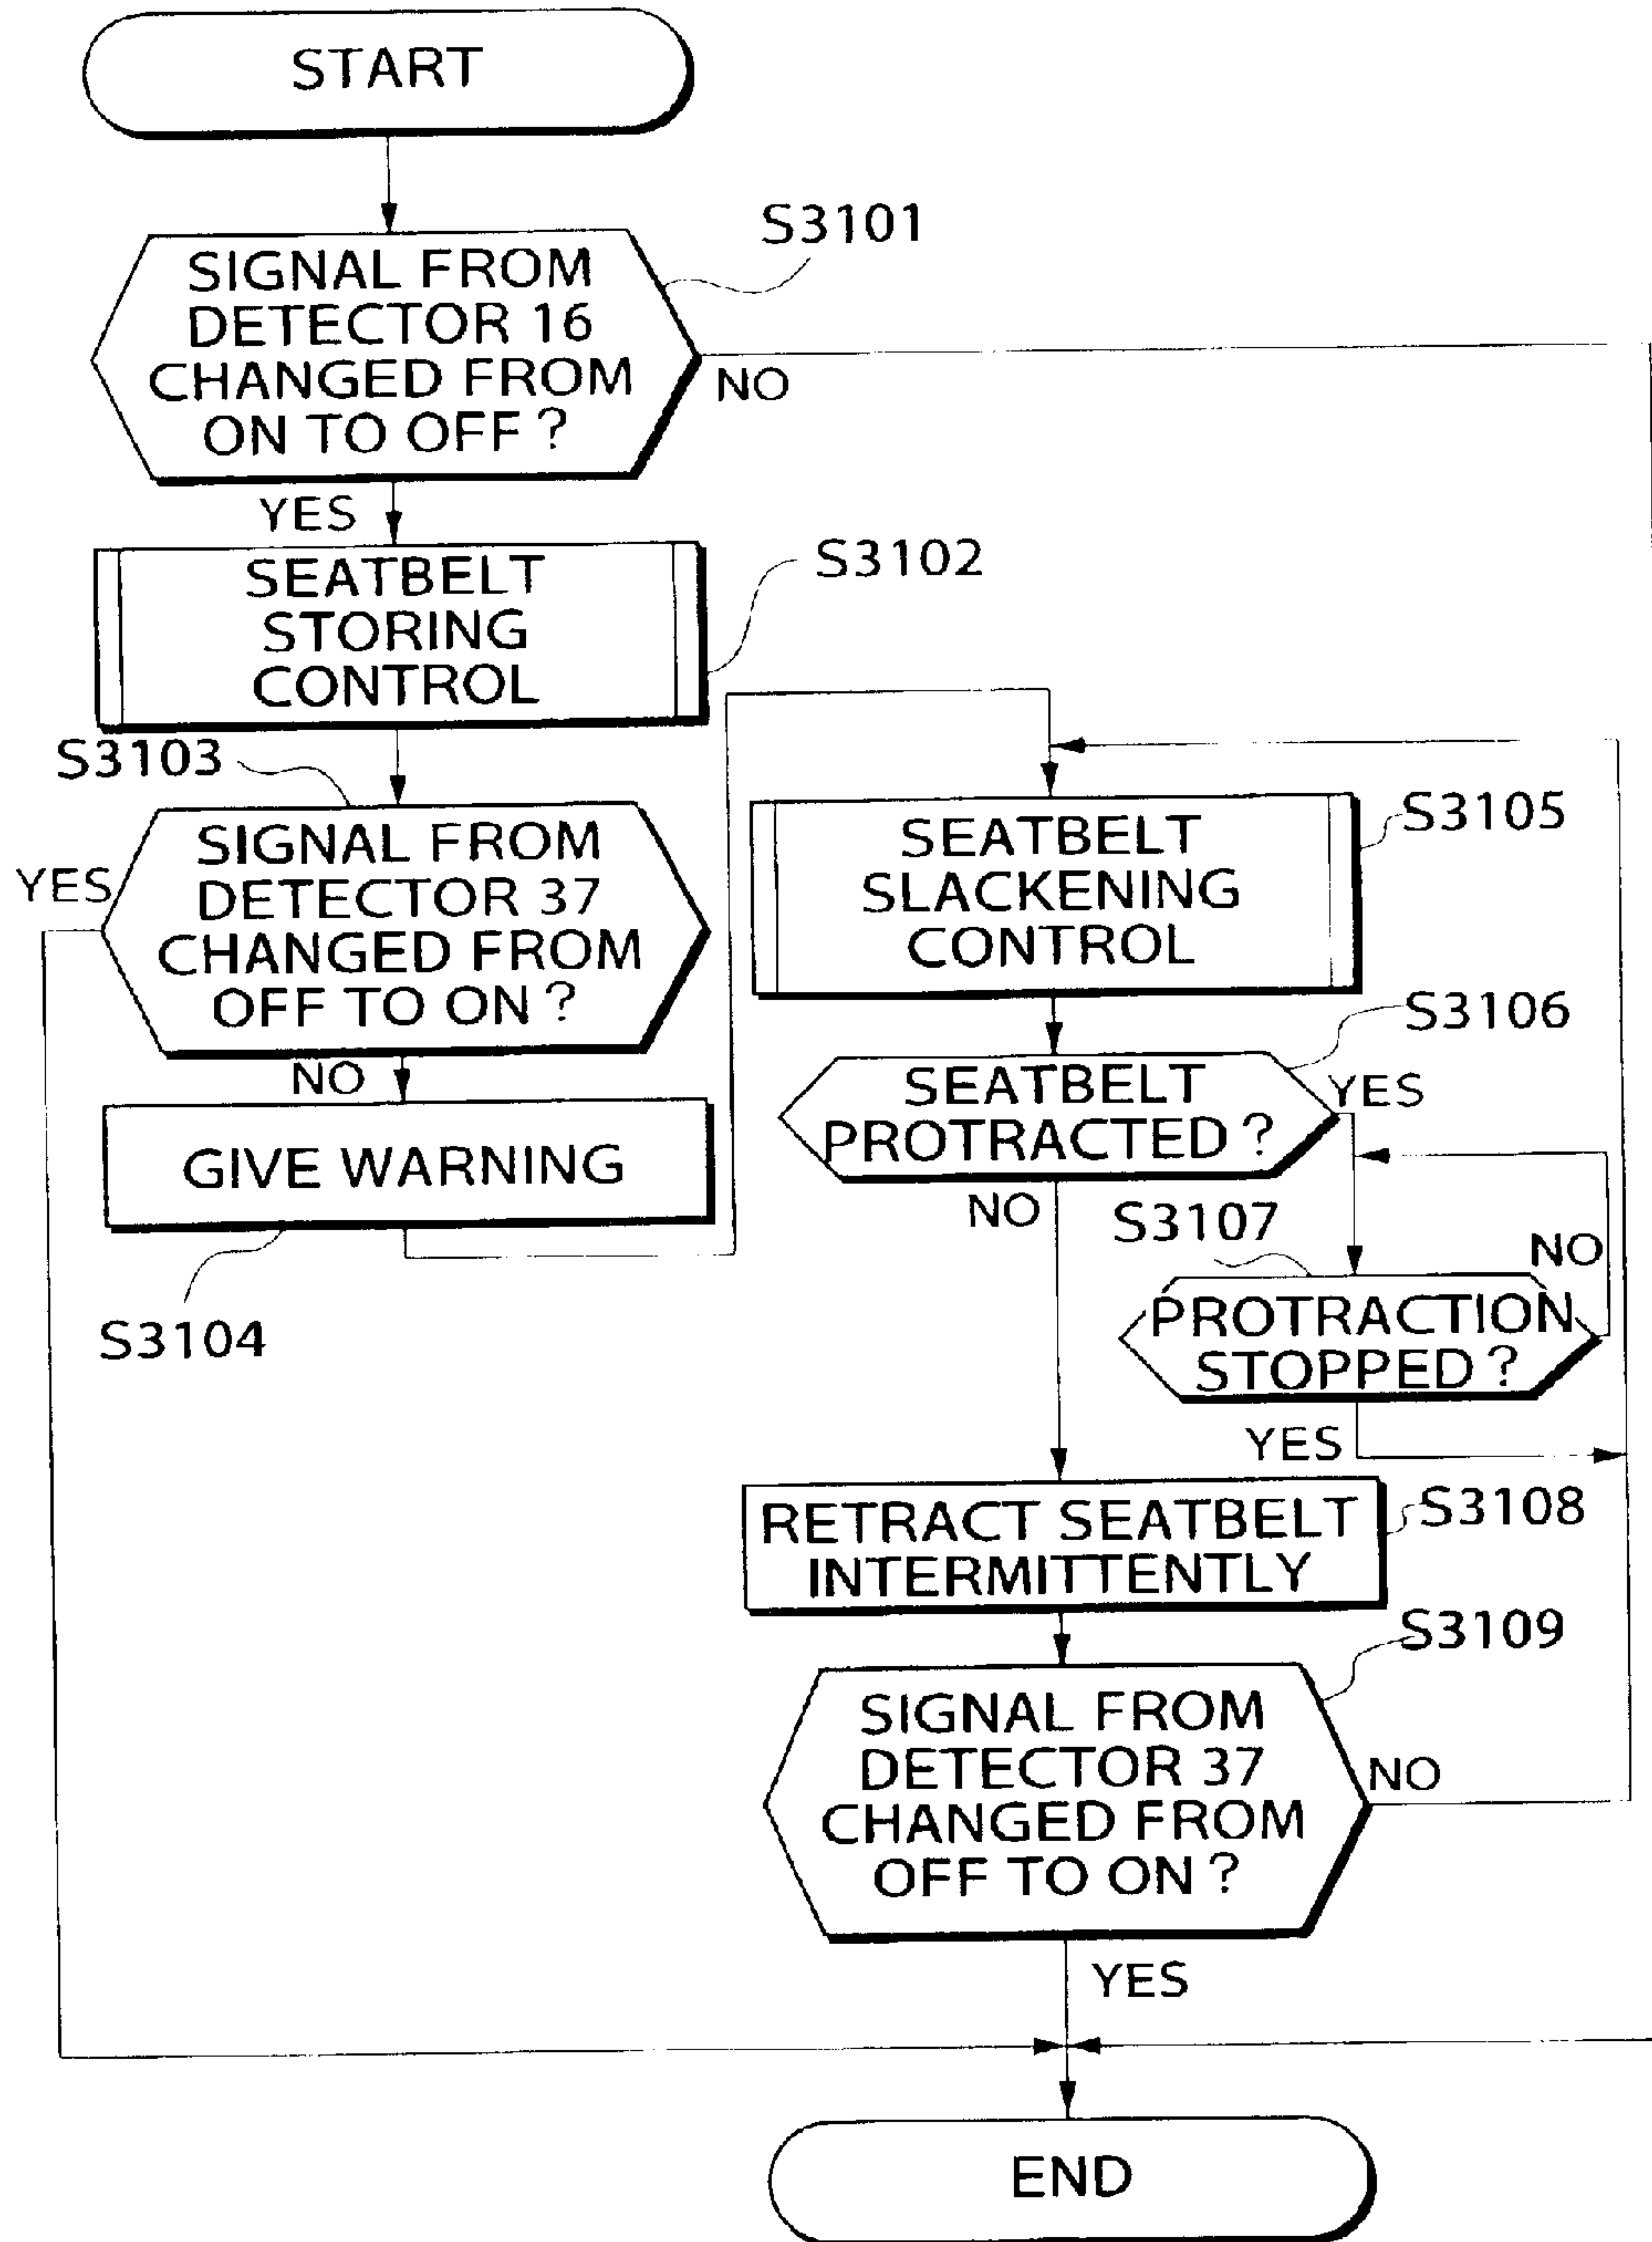 START
S3101
SIGNAL FROM
DETECTOR 16
CHANGED FROM
ON TO OFF ?
NO
YES
S3102
SEATBELT
STORING
CONTROL
S3103
SIGNAL FROM
DETECTOR 37
CHANGED FROM
OFF TO ON ?
YES
NO
GIVE WARNING
S3104
S3105
SEATBELT
SLACKENING
CONTROL
S3106
SEATBELT
PROTRACTED ?
YES
NO
S3107
NO
PROTRACTION
STOPPED ?
YES
RETRACT SEATBELT
INTERMITTENTLY
S3108
S3109
SIGNAL FROM
DETECTOR 37
CHANGED FROM
OFF TO ON ?
NO
YES
END